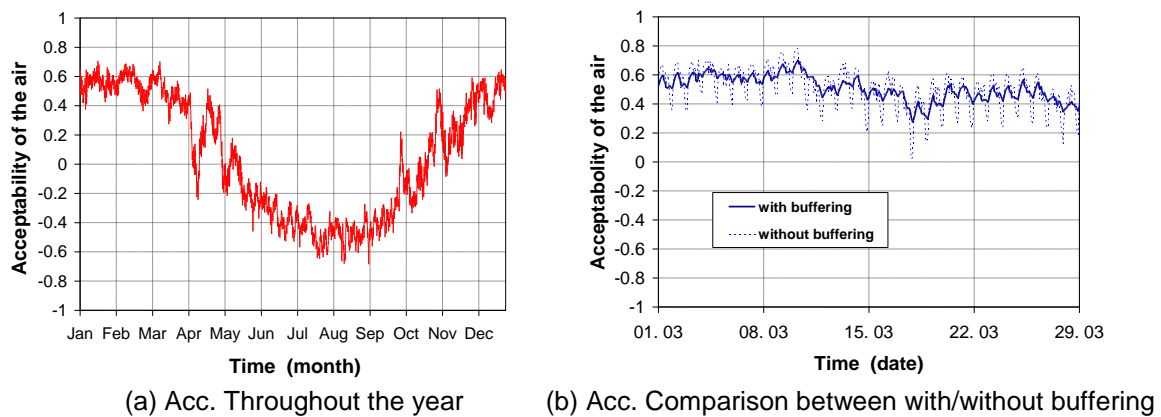 1
0.8
0.6
0.4
0.2
0
-0.2
-0.4
-0.6
-0.8
-1
Acceptability of the air
Jan Feb Mar Apr May Jun Jul Aug Sep Oct Nov Dec
Time (month)
(a) Acc. Throughout the year
1
0.8
0.6
0.4
0.2
0
-0.2
-0.4
-0.6
-0.8
-1
Acceptabolity of the air
with buffering
without buffering
01. 03 08. 03 15. 03 22. 03 29. 03
Time (date)
(b) Acc. Comparison between with/without buffering